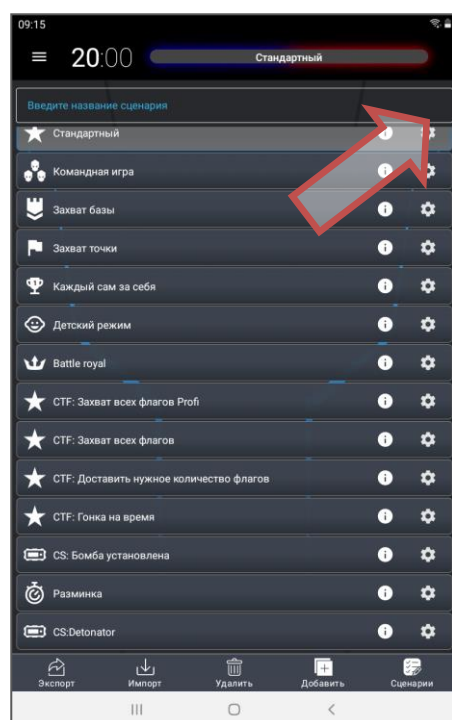 09:15
20:00 Стандартный
Введите название сценария
Стандартный
Командная игра
Захват базы
Захват точки
Каждый сам за себя
Детский режим
Battle royal
CTF: Захват всех флагов Profi
CTF: Захват всех флагов
CTF: Доставить нужное количество флагов
CTF: Гонка на время
CS: Бомба установлена
Разминка
CS:Detonator
Экспорт Импорт Удалить Добавить Сценарии